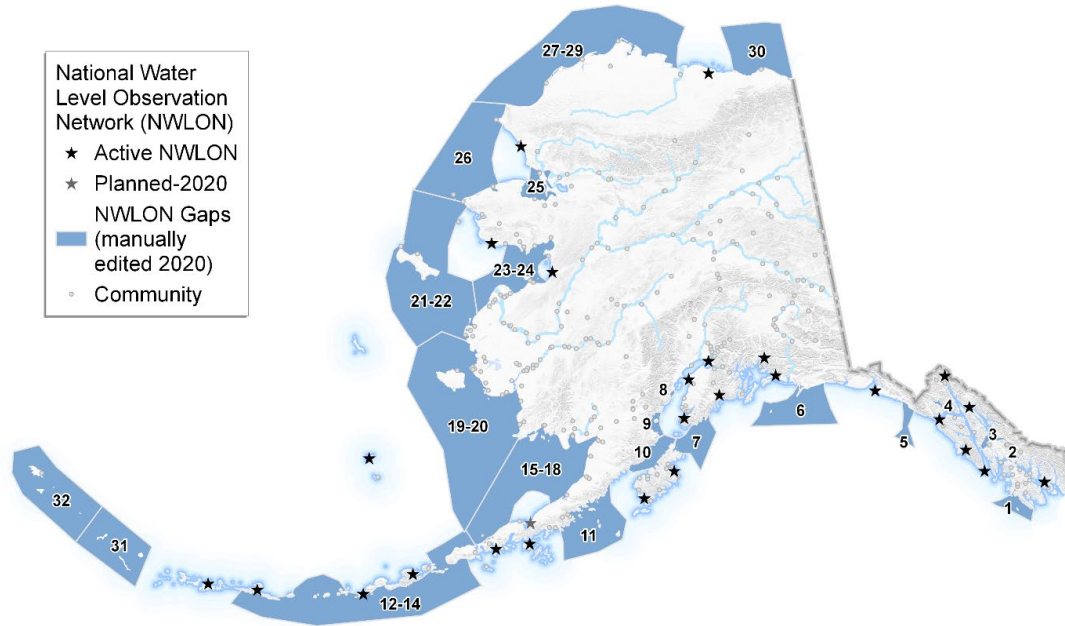 National Water
Level Observation
Network (NWLON)
Active NWLON
Planned-2020
NWLON Gaps
(manually
edited 2020)
Community
27-29
30
26
25
23-24
21-22
19-20
15-18
8
9
10
7
6
5
4
3
2
1
11
12-14
31
32